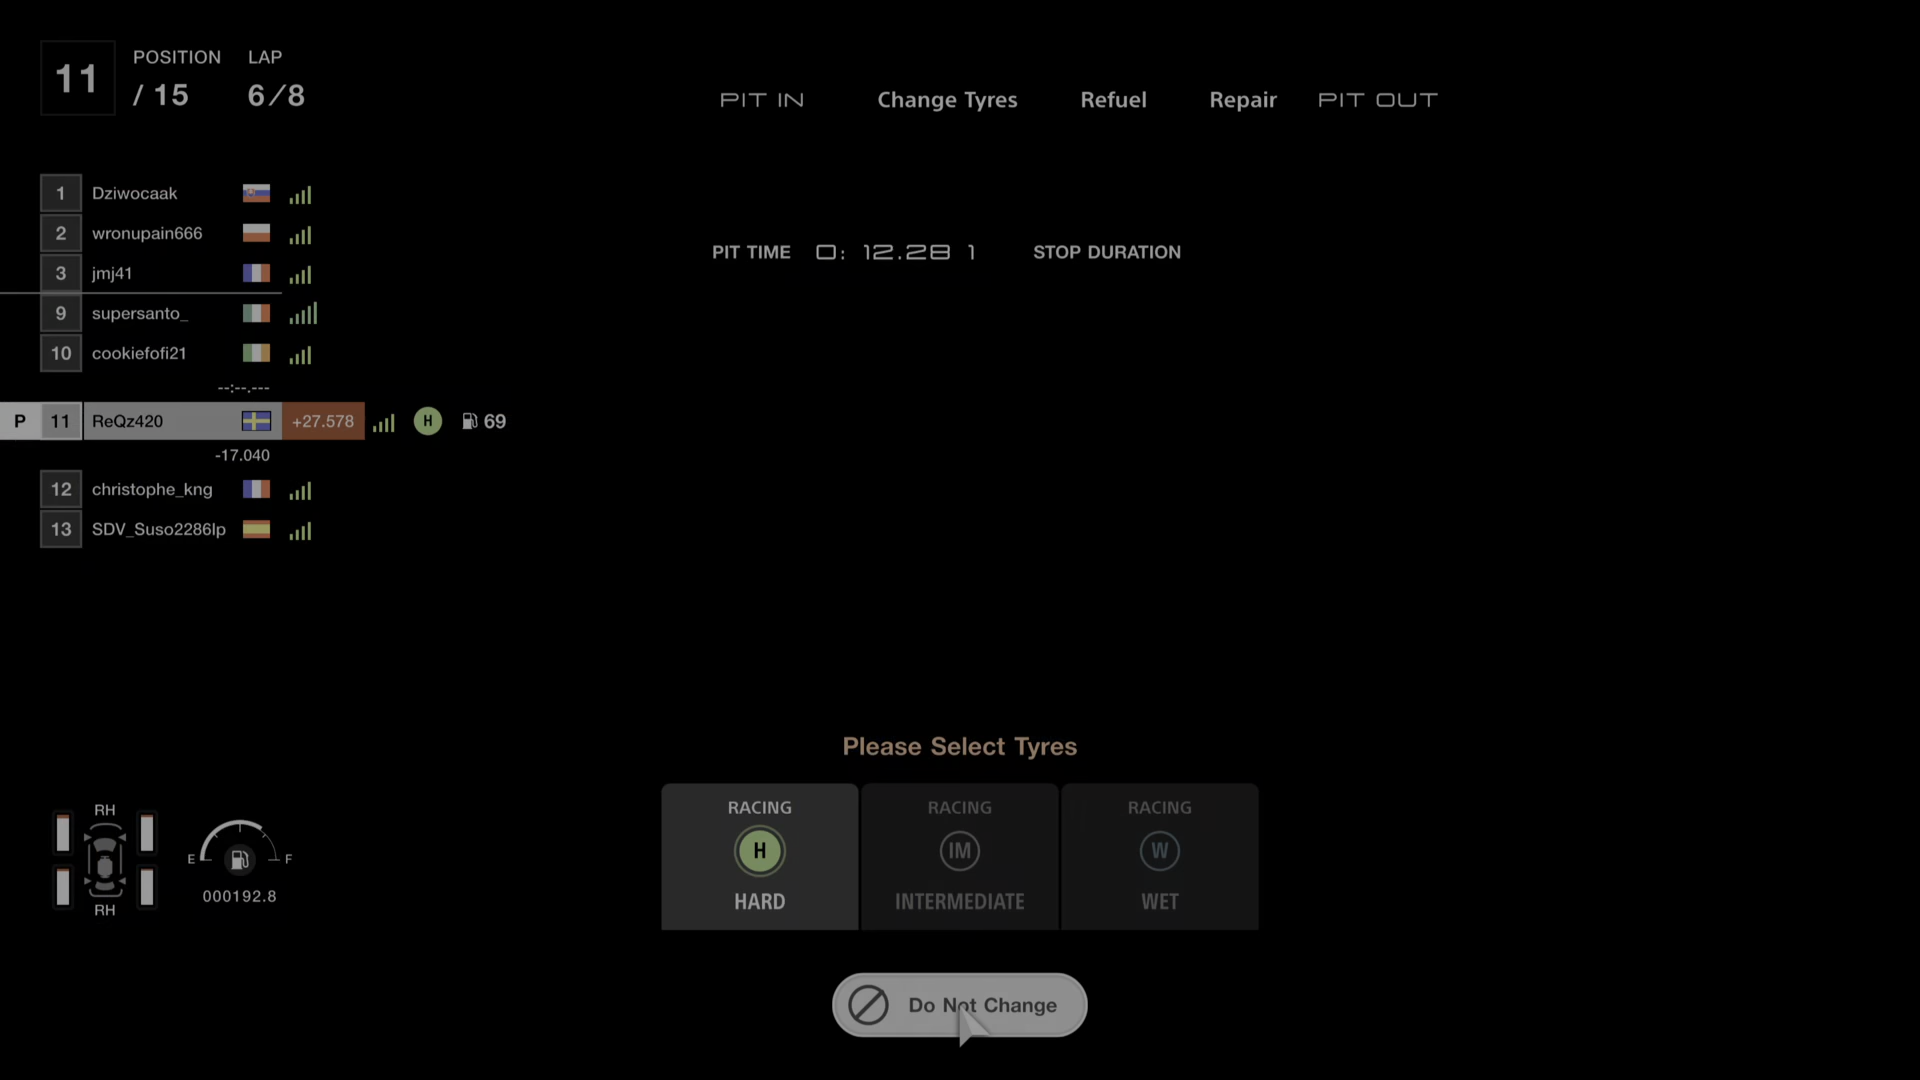 11 POSITION LAP
/ 15 6/8
PIT IN Change Tyres Refuel Repair PIT OUT
1 Dziwocaak
2 wronupain666
3 jmj41
9 supersanto_
10 cookiefofi21
--:--.---
P 11 ReQz420 +27.578 H 69
-17.040
12 christophe_kng
13 SDV_Suso2286lp
PIT TIME 0: 12.28 1 STOP DURATION
Please Select Tyres
RACING RACING RACING
H IM W
HARD INTERMEDIATE WET
Do Not Change
RH
E F
000192.8
RH